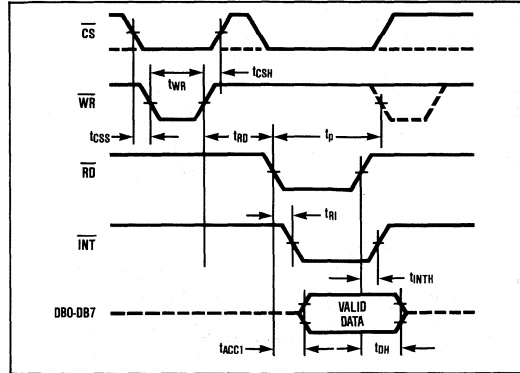 CS
tWR
tCSH
WR
tCSS
tRD
tP
RD
tRI
INT
tINTH
DB0-DB7
VALID
DATA
tACC1
tDH